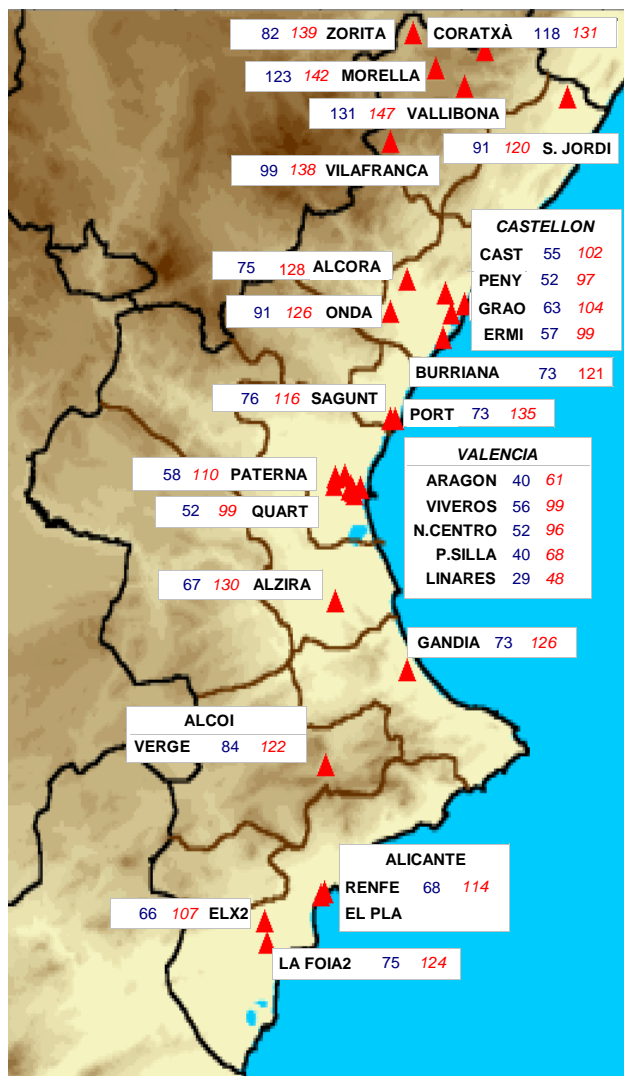 82 139 ZORITA
CORATXÀ 118 131
123 142 MORELLA
131 147 VALLIBONA
91 120 S. JORDI
99 138 VILAFRANCA
CASTELLON
CAST 55 102
PENY 52 97
GRAO 63 104
ERMI 57 99
75 128 ALCORA
91 126 ONDA
BURRIANA 73 121
76 116 SAGUNT
PORT 73 135
VALENCIA
ARAGON 40 61
VIVEROS 56 99
N.CENTRO 52 96
P.SILLA 40 68
LINARES 29 48
58 110 PATERNA
52 99 QUART
67 130 ALZIRA
GANDIA 73 126
ALCOI
VERGE 84 122
ALICANTE
RENFE 68 114
EL PLA
66 107 ELX2
LA FOIA2 75 124